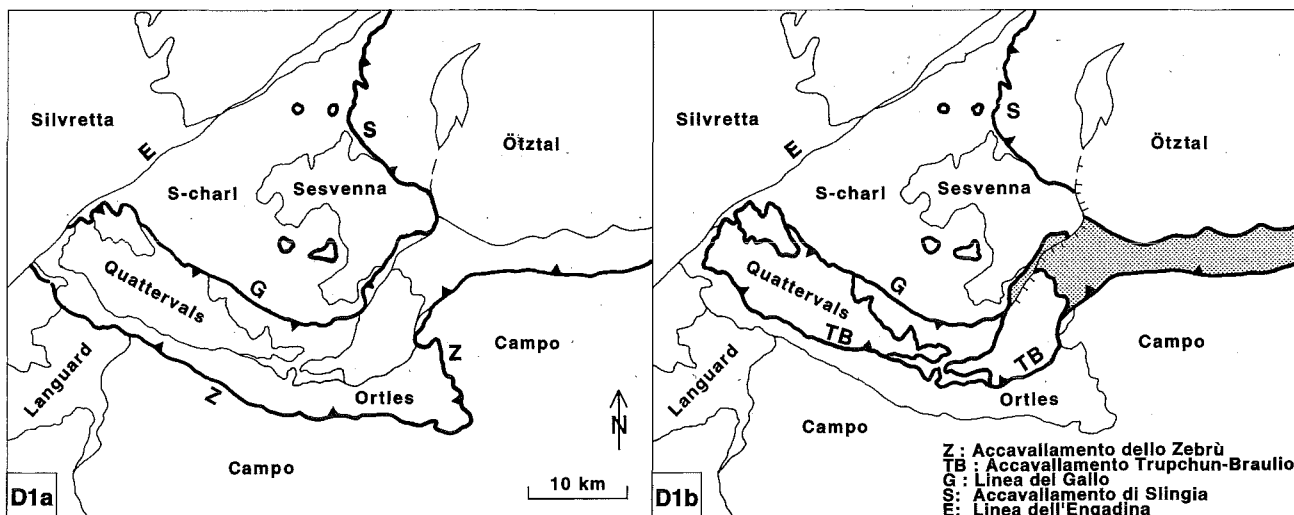 Silvretta
E
S
Ötztal
S-charl
Sesvenna
Quattervals
G
Languard
Z
Z
Campo
Ortles
Campo
N
10 km
D1a
Silvretta
E
S
Ötztal
S-charl
Sesvenna
Quattervals
G
TB
TB
Languard
Campo
Ortles
Campo
D1b
Z : Accavallamento dello Zebrù
TB : Accavallamento Trupchun-Braulio
G : Linea del Gallo
S: Accavallamento di Slingia
E: Linea dell'Engadina